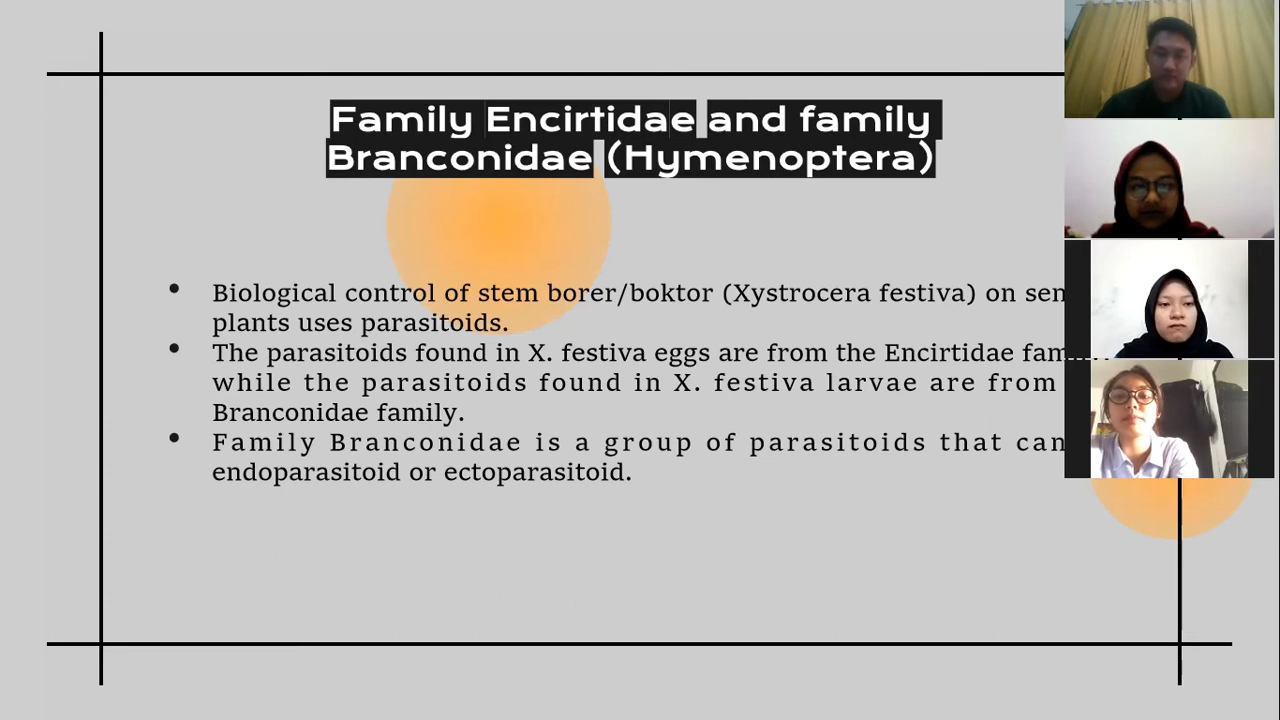 Family Encirtidae and family
Branconidae (Hymenoptera)
• Biological control of stem borer/boktor (Xystrocera festiva) on
plants uses parasitoids.
• The parasitoids found in X. festiva eggs are from the Encirtidae
while the parasitoids found in X. festiva larvae are from
Branconidae family.
• Family Branconidae is a group of parasitoids that can
endoparasitoid or ectoparasitoid.